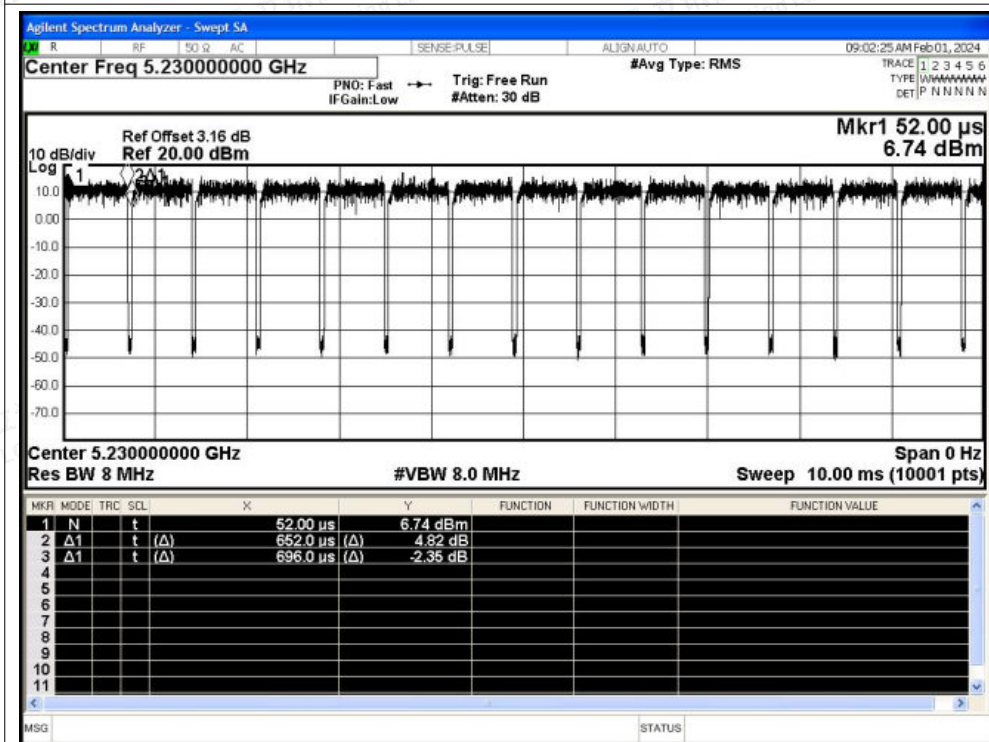 Agilent Spectrum Analyzer - Swept SA
LXI R RF 50 Ω AC SENSE:PULSE ALIGNAUTO 09:02:25 AM Feb 01, 2024
Center Freq 5.230000000 GHz
PNO: Fast
IFGain:Low
Trig: Free Run
#Atten: 30 dB
#Avg Type: RMS
TRACE 1 2 3 4 5 6
TYPE WWWWWWW
DET P N N N N N
Mkr1 52.00 µs
6.74 dBm
Ref Offset 3.16 dB
10 dB/div Ref 20.00 dBm
Log
1 2Δ1
10.0
0.00
-10.0
-20.0
-30.0
-40.0
-50.0
-60.0
-70.0
Center 5.230000000 GHz Span 0 Hz
Res BW 8 MHz #VBW 8.0 MHz Sweep 10.00 ms (10001 pts)
MKR MODE TRC SCL X Y FUNCTION FUNCTION WIDTH FUNCTION VALUE
1 N t 52.00 µs 6.74 dBm
2 Δ1 t (Δ) 652.0 µs (Δ) 4.82 dB
3 Δ1 t (Δ) 696.0 µs (Δ) -2.35 dB
4
5
6
7
8
9
10
11
MSG STATUS